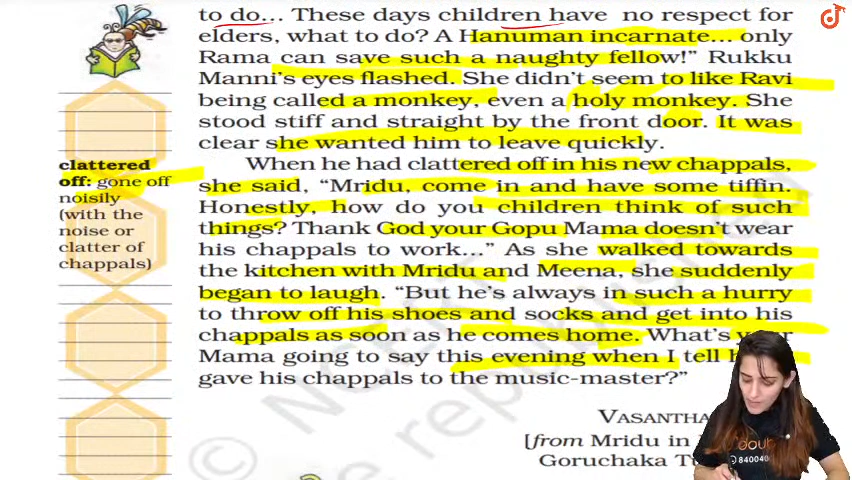 to do... These days children have no respect for
elders, what to do? A Hanuman incarnate... only
Rama can save such a naughty fellow!” Rukku
Manni’s eyes flashed. She didn’t seem to like Ravi
being called a monkey, even a holy monkey. She
stood stiff and straight by the front door. It was
clear she wanted him to leave quickly.
When he had clattered off in his new chappals,
she said, “Mridu, come in and have some tiffin.
Honestly, how do you children think of such
things? Thank God your Gopu Mama doesn’t wear
his chappals to work...” As she walked towards
the kitchen with Mridu and Meena, she suddenly
began to laugh. “But he’s always in such a hurry
to throw off his shoes and socks and get into his
chappals as soon as he comes home. What’s your
Mama going to say this evening when I tell
gave his chappals to the music-master?”
VASANTHA
[from Mridu in
Goruchaka
clattered
off: gone off
noisily
(with the
noise or
clatter of
chappals)
© NCERT
be republished